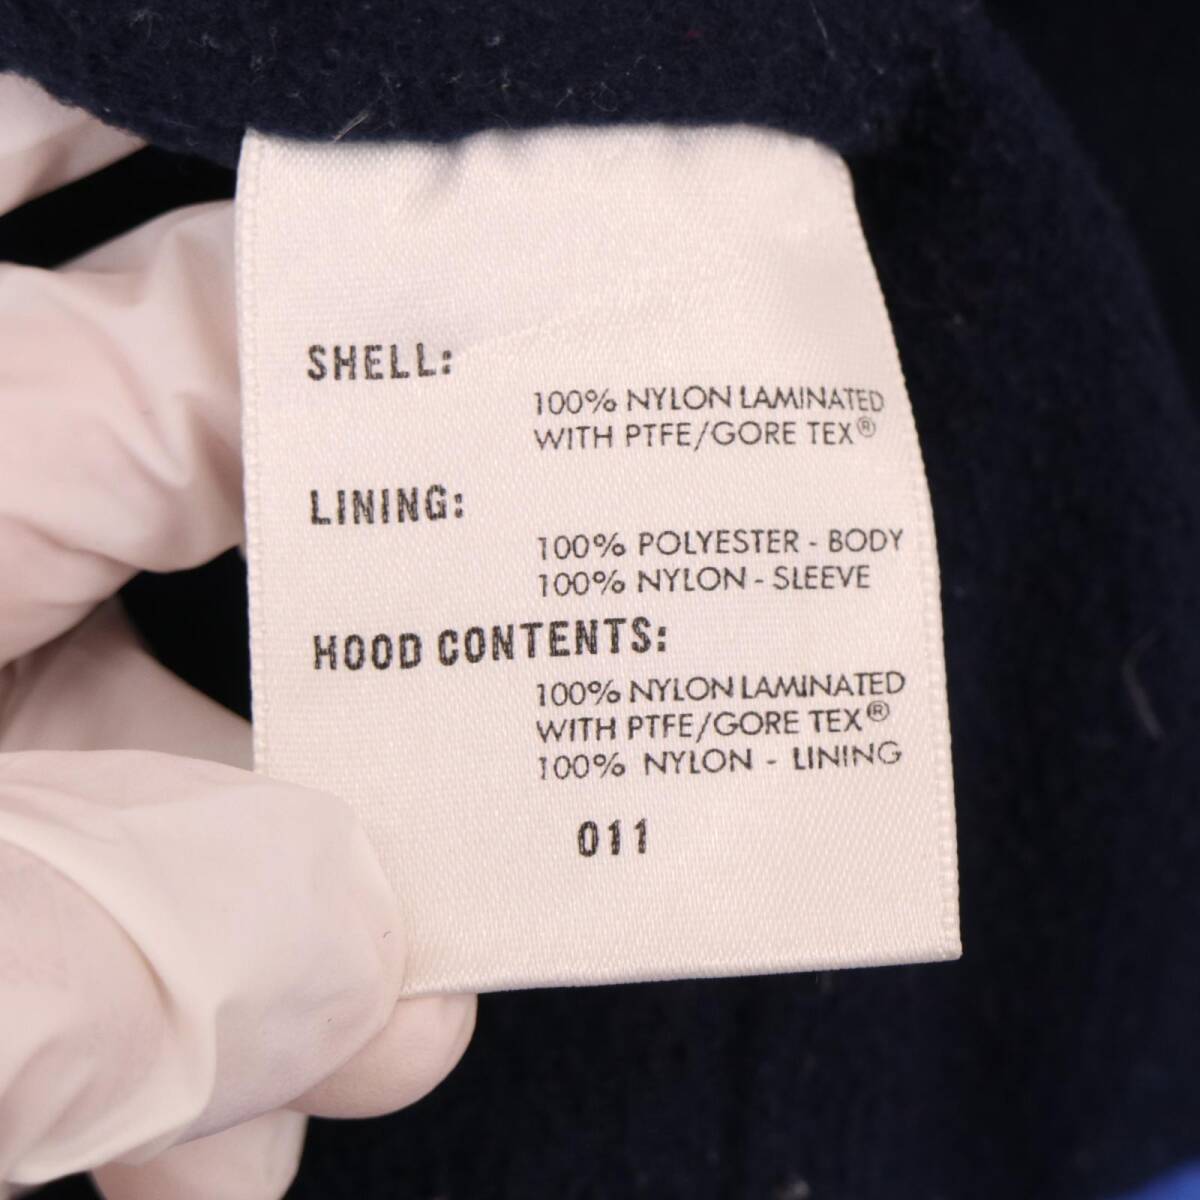 SHELL:
100% NYLON LAMINATED
WITH PTFE/GORE TEX®
LINING:
100% POLYESTER - BODY
100% NYLON - SLEEVE
HOOD CONTENTS:
100% NYLON LAMINATED
WITH PTFE/GORE TEX®
100% NYLON - LINING
011